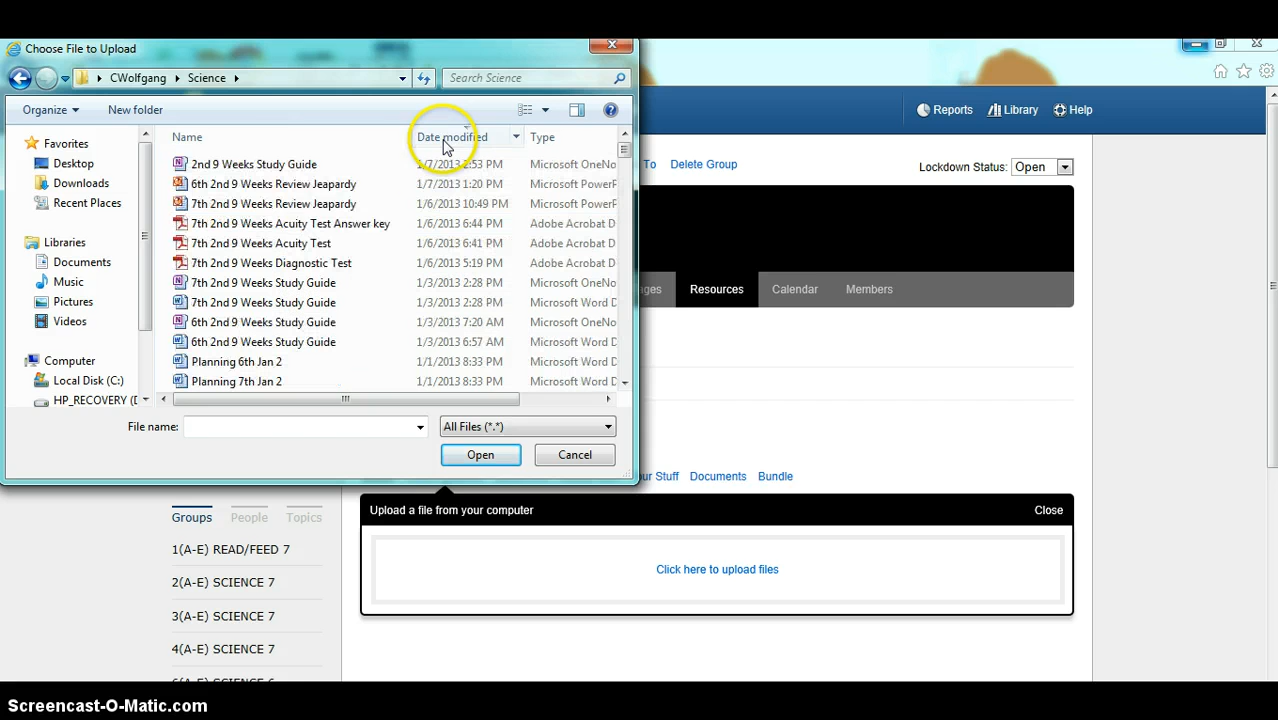 Choose File to Upload
CWolfgang Science
Search Science
Organize New folder
Reports Library Help
Favorites
Desktop
Downloads
Recent Places
Libraries
Documents
Music
Pictures
Videos
Computer
Local Disk (C:)
HP_RECOVERY (D
Name Date modified Type
2nd 9 Weeks Study Guide 1/7/2013 2:53 PM Microsoft OneNo
6th 2nd 9 Weeks Review Jeapardy 1/7/2013 1:20 PM Microsoft PowerP
7th 2nd 9 Weeks Review Jeapardy 1/6/2013 10:49 PM Microsoft PowerP
7th 2nd 9 Weeks Acuity Test Answer key 1/6/2013 6:44 PM Adobe Acrobat D
7th 2nd 9 Weeks Acuity Test 1/6/2013 6:41 PM Adobe Acrobat D
7th 2nd 9 Weeks Diagnostic Test 1/6/2013 5:19 PM Adobe Acrobat D
7th 2nd 9 Weeks Study Guide 1/3/2013 2:28 PM Microsoft OneNo
7th 2nd 9 Weeks Study Guide 1/3/2013 2:28 PM Microsoft Word D
6th 2nd 9 Weeks Study Guide 1/3/2013 7:20 AM Microsoft OneNo
6th 2nd 9 Weeks Study Guide 1/3/2013 6:57 AM Microsoft Word D
Planning 6th Jan 2 1/1/2013 8:33 PM Microsoft Word D
Planning 7th Jan 2 1/1/2013 8:33 PM Microsoft Word D
File name: All Files (*.*)
Open Cancel
To Delete Group
Lockdown Status: Open
ages Resources Calendar Members
ur Stuff Documents Bundle
Upload a file from your computer Close
Click here to upload files
Groups People Topics
1(A-E) READ/FEED 7
2(A-E) SCIENCE 7
3(A-E) SCIENCE 7
4(A-E) SCIENCE 7
Screencast-O-Matic.com